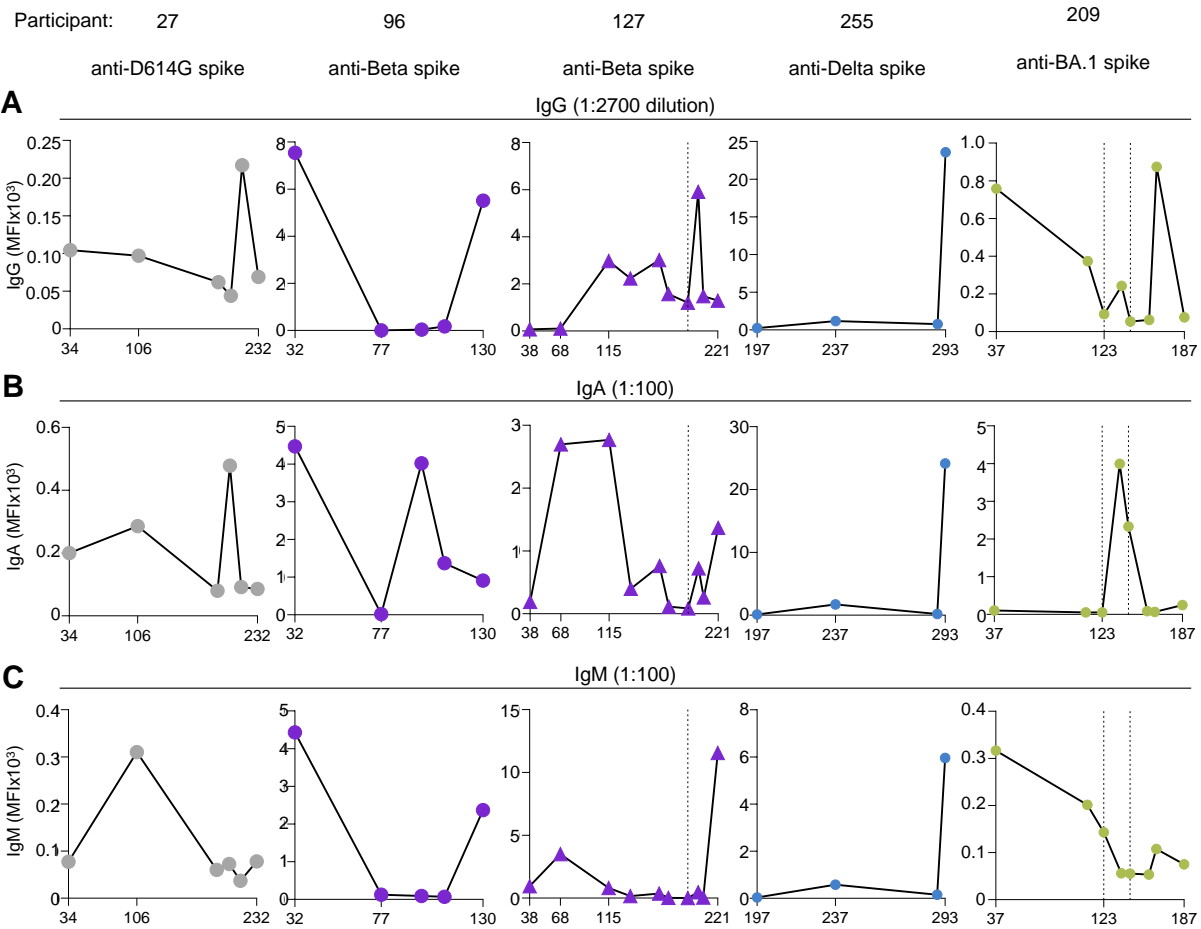 Participant: 27 96 127 255 209
anti-D614G spike anti-Beta spike anti-Beta spike anti-Delta spike anti-BA.1 spike
A
IgG (1:2700 dilution)
IgG (MFIx10³)
0.25
0.20
0.15
0.10
0.05
0
34 106 232
8
6
4
2
0
32 77 130
8
6
4
2
0
38 68 115 221
25
20
15
10
5
0
197 237 293
1.0
0.8
0.6
0.4
0.2
0
37 123 187
B
IgA (1:100)
IgA (MFIx10³)
0.6
0.4
0.2
0
34 106 232
5
4
3
2
1
0
32 77 130
3
2
1
0
38 68 115 221
30
20
10
0
197 237 293
5
4
3
2
1
0
37 123 187
C
IgM (1:100)
IgM (MFIx10³)
0.4
0.3
0.2
0.1
0
34 106 232
5
4
3
2
1
0
32 77 130
15
10
5
0
38 68 115 221
8
6
4
2
0
197 237 293
0.4
0.3
0.2
0.1
0
37 123 187